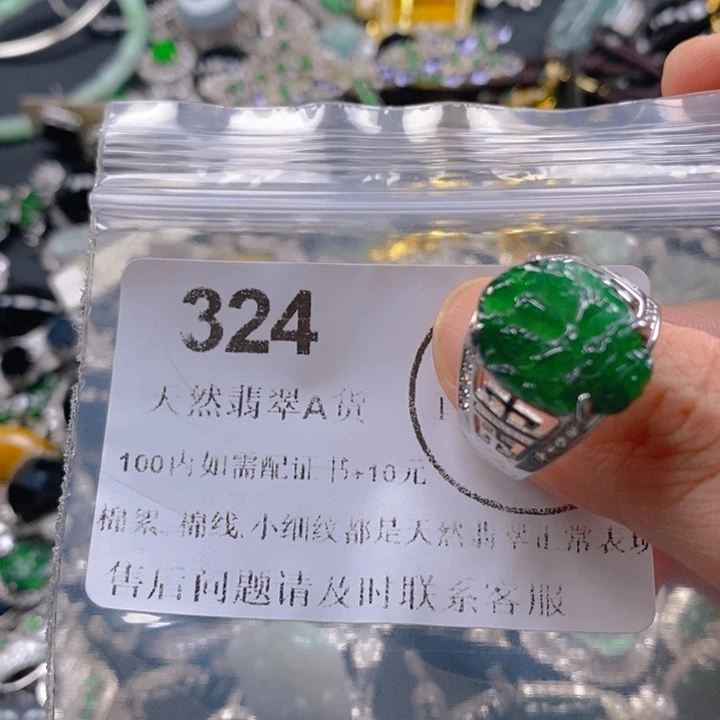 324
天然翡翠A货
100内如需配证书+10元
棉絮、棉线、小细纹都是天然翡翠正常表现
售后问题请及时联系客服